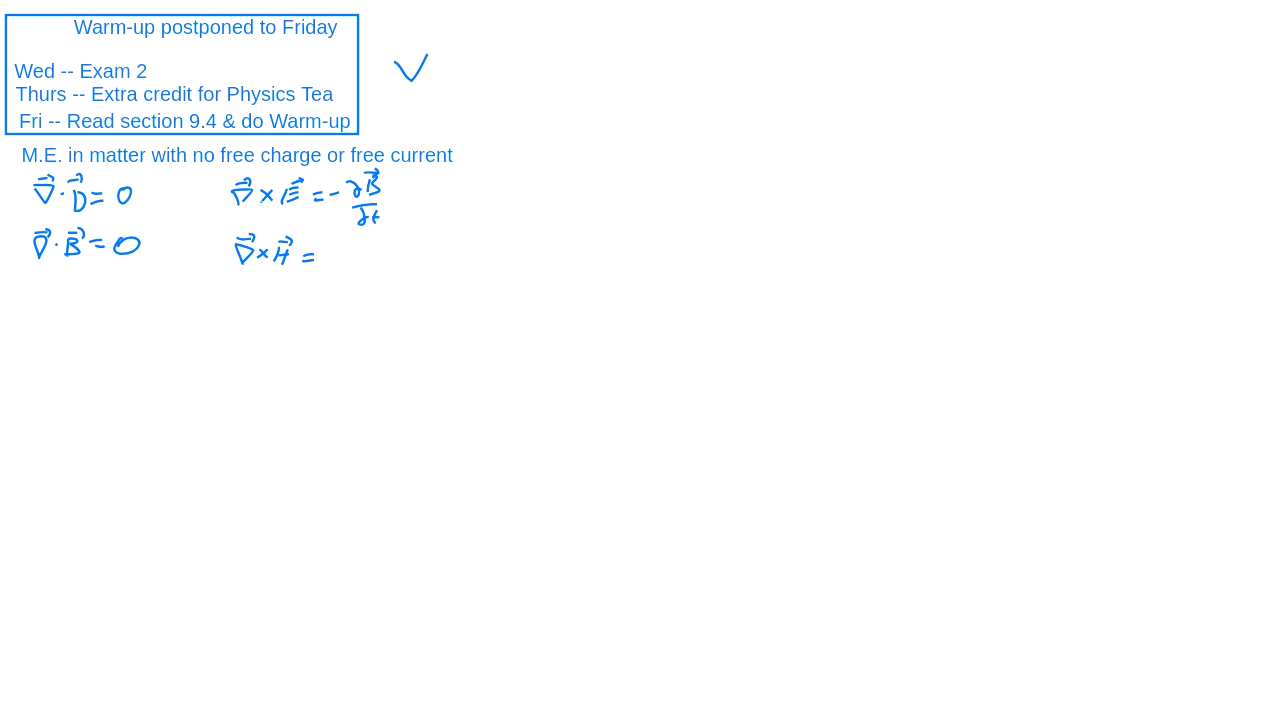 Warm-up postponed to Friday
Wed -- Exam 2
Thurs -- Extra credit for Physics Tea
Fri -- Read section 9.4 & do Warm-up
M.E. in matter with no free charge or free current
∇⃗ · D⃗ = 0
∇⃗ × E⃗ = - ∂B⃗/∂t
∇⃗ · B⃗ = 0
∇⃗ × H⃗ =